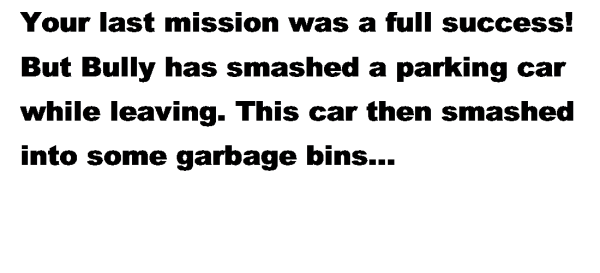 Your last mission was a full success!
But Bully has smashed a parking car
while leaving. This car then smashed
into some garbage bins...